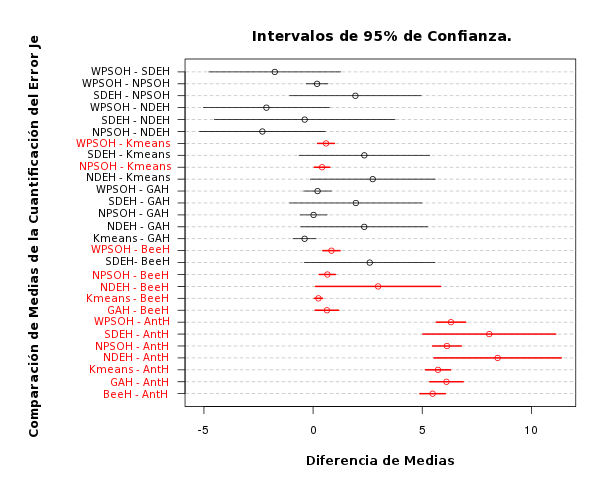 Intervalos de 95% de Confianza.
Comparación de Medias de la Cuantificación del Error Je
WPSOH - SDEH
WPSOH - NPSOH
SDEH - NPSOH
WPSOH - NDEH
SDEH - NDEH
NPSOH - NDEH
WPSOH - Kmeans
SDEH - Kmeans
NPSOH - Kmeans
NDEH - Kmeans
WPSOH - GAH
SDEH - GAH
NPSOH - GAH
NDEH - GAH
Kmeans - GAH
WPSOH - BeeH
SDEH- BeeH
NPSOH - BeeH
NDEH - BeeH
Kmeans - BeeH
GAH - BeeH
WPSOH - AntH
SDEH - AntH
NPSOH - AntH
NDEH - AntH
Kmeans - AntH
GAH - AntH
BeeH - AntH
-5 0 5 10
Diferencia de Medias